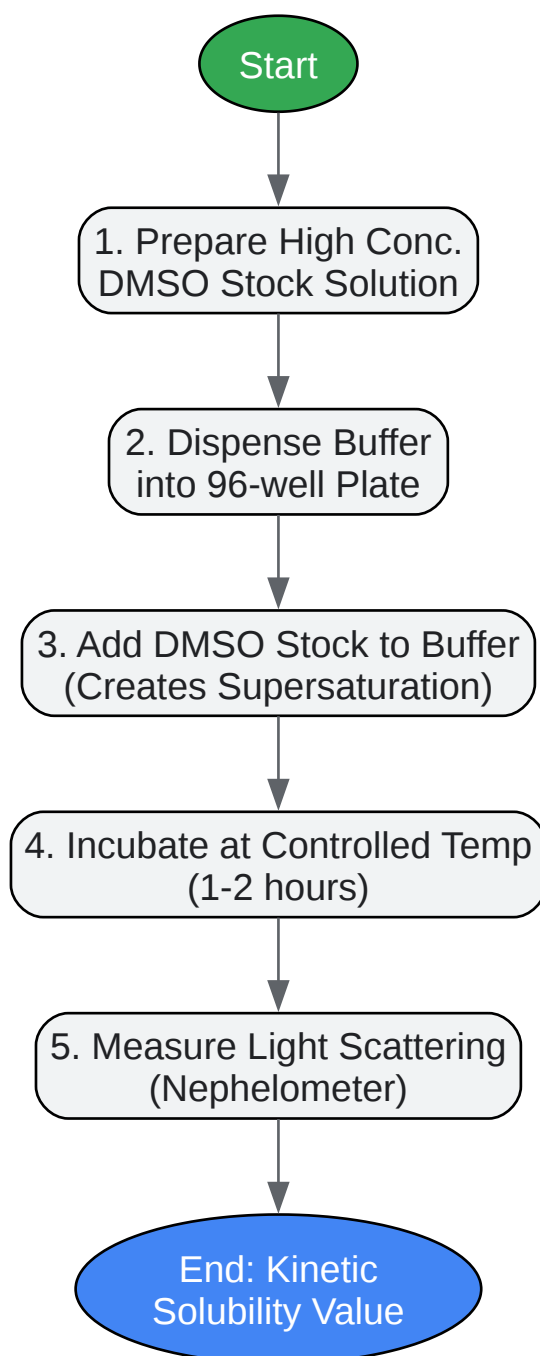 Start
1. Prepare High Conc.
DMSO Stock Solution
2. Dispense Buffer
into 96-well Plate
3. Add DMSO Stock to Buffer
(Creates Supersaturation)
4. Incubate at Controlled Temp
(1-2 hours)
5. Measure Light Scattering
(Nephelometer)
End: Kinetic
Solubility Value